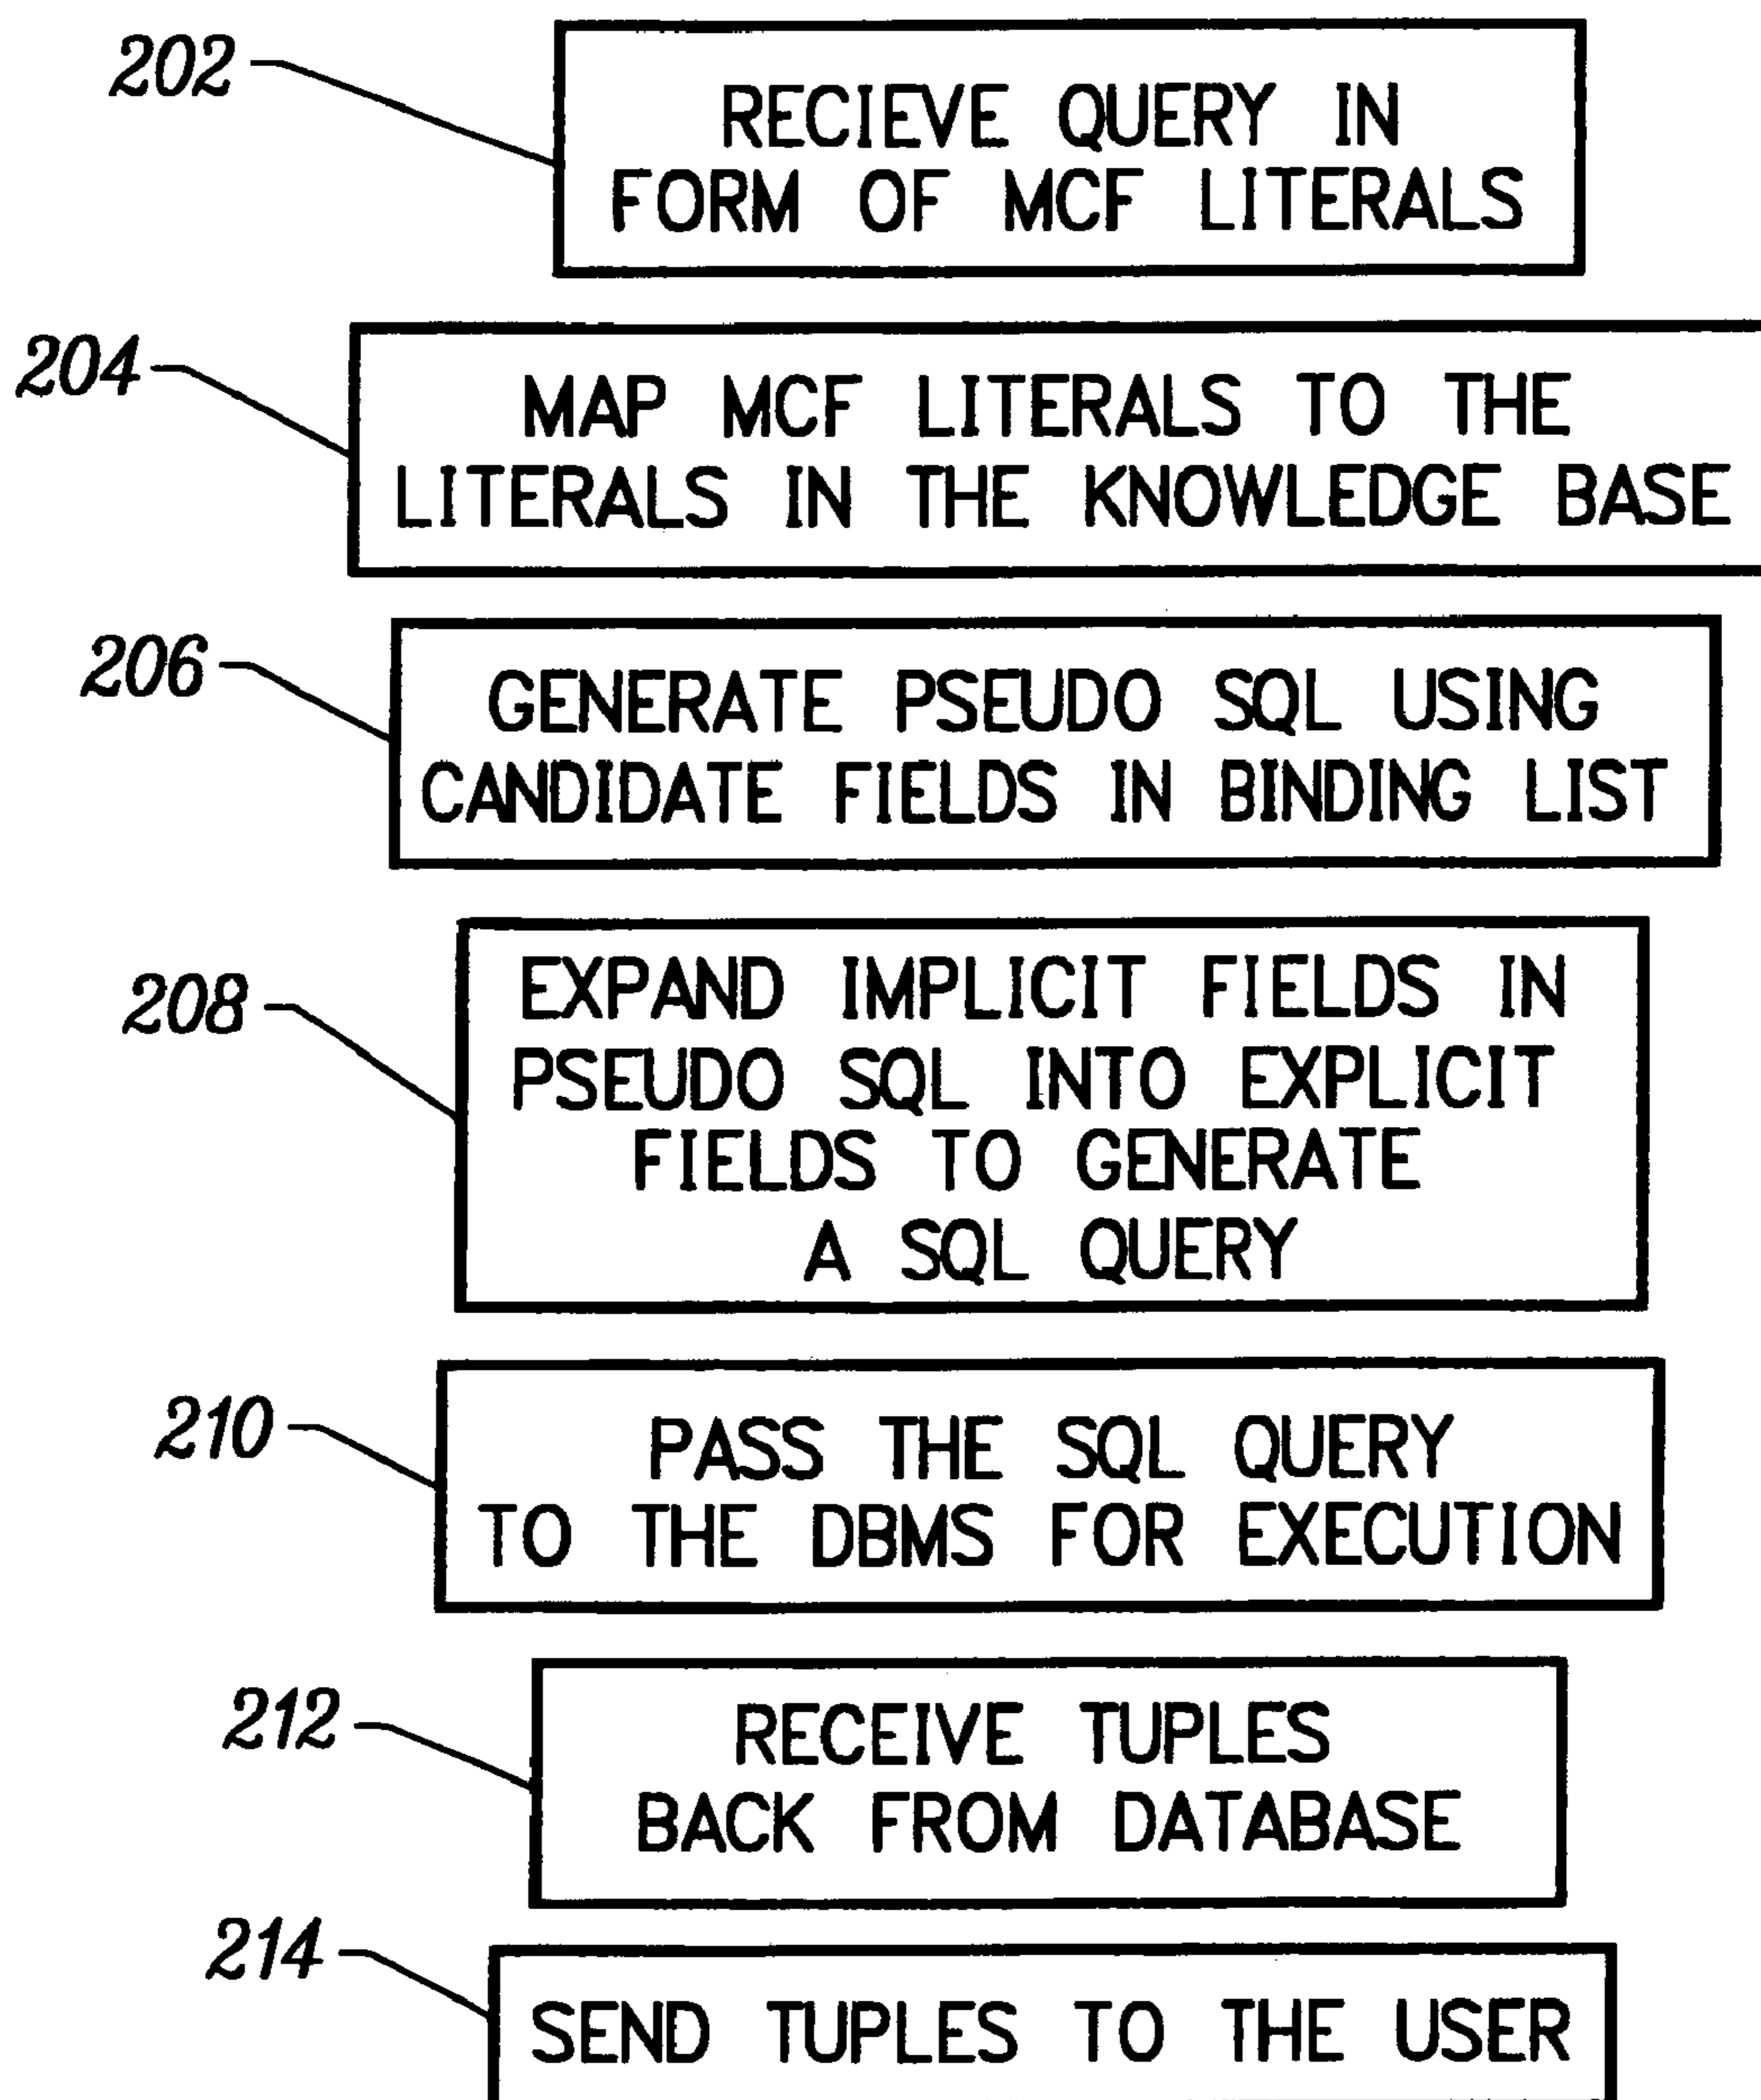 202
RECIEVE QUERY IN
FORM OF MCF LITERALS
204
MAP MCF LITERALS TO THE
LITERALS IN THE KNOWLEDGE BASE
206
GENERATE PSEUDO SQL USING
CANDIDATE FIELDS IN BINDING LIST
208
EXPAND IMPLICIT FIELDS IN
PSEUDO SQL INTO EXPLICIT
FIELDS TO GENERATE
A SQL QUERY
210
PASS THE SQL QUERY
TO THE DBMS FOR EXECUTION
212
RECEIVE TUPLES
BACK FROM DATABASE
214
SEND TUPLES TO THE USER